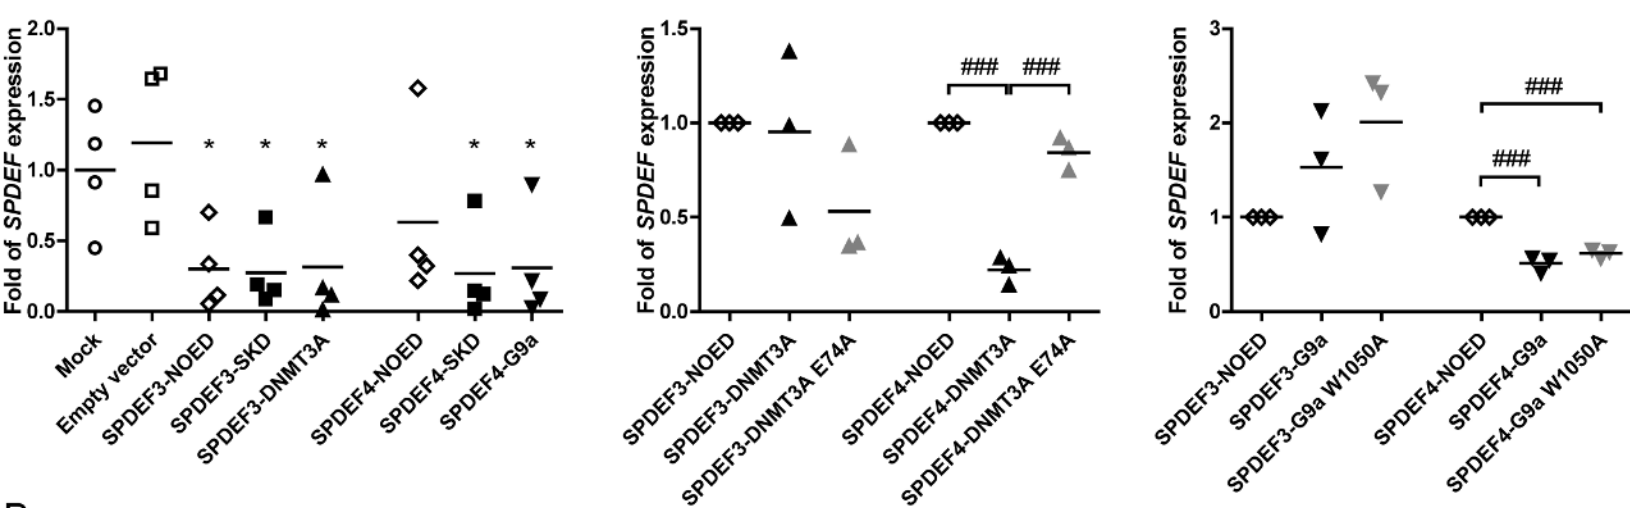 Fold of SPDEF expression
2.0
1.5
1.0
0.5
0.0
* * * * *
Mock
Empty vector
SPDEF3-NOED
SPDEF3-SKD
SPDEF3-DNMT3A
SPDEF4-NOED
SPDEF4-SKD
SPDEF4-G9a
Fold of SPDEF expression
1.5
1.0
0.5
0.0
### ###
SPDEF3-NOED
SPDEF3-DNMT3A
SPDEF3-DNMT3A E74A
SPDEF4-NOED
SPDEF4-DNMT3A
SPDEF4-DNMT3A E74A
Fold of SPDEF expression
3
2
1
0
###
###
SPDEF3-NOED
SPDEF3-G9a
SPDEF3-G9a W1050A
SPDEF4-NOED
SPDEF4-G9a
SPDEF4-G9a W1050A